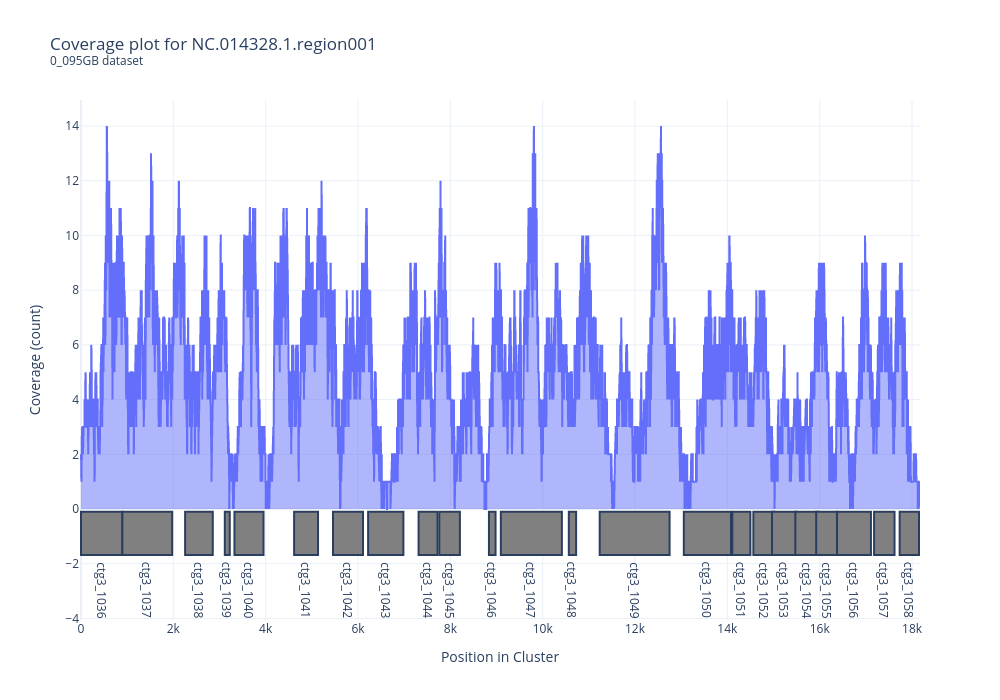 Coverage plot for NC.014328.1.region001
0_095GB dataset
14
12
10
8
6
4
2
0
−2
−4
Coverage (count)
ctg3_1036
ctg3_1037
ctg3_1038
ctg3_1039
ctg3_1040
ctg3_1041
ctg3_1042
ctg3_1043
ctg3_1044
ctg3_1045
ctg3_1046
ctg3_1047
ctg3_1048
ctg3_1049
ctg3_1050
ctg3_1051
ctg3_1052
ctg3_1053
ctg3_1054
ctg3_1055
ctg3_1056
ctg3_1057
ctg3_1058
0
2k
4k
6k
8k
10k
12k
14k
16k
18k
Position in Cluster